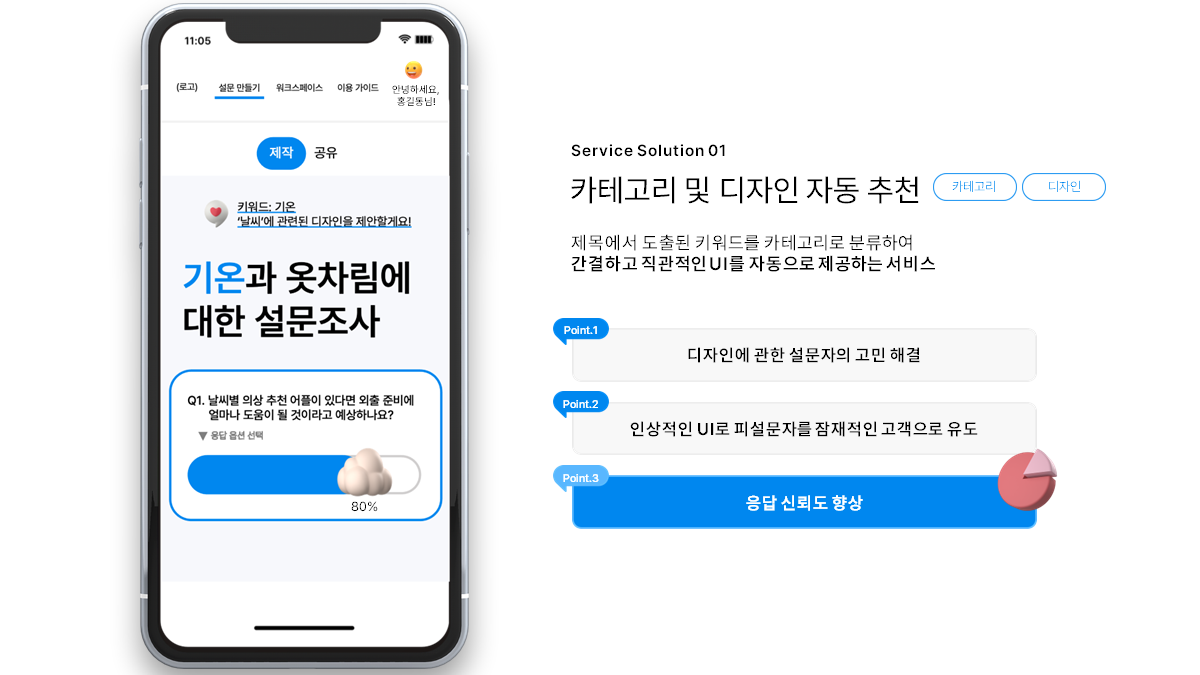 11:05
(로고)
설문 만들기
워크스페이스
이용 가이드
안녕하세요,
홍길동님!
제작
공유
키워드: 기온
'날씨'에 관련된 디자인을 제안할게요!
기온과 옷차림에
대한 설문조사
Q1. 날씨별 의상 추천 어플이 있다면 외출 준비에
얼마나 도움이 될 것이라고 예상하나요?
▼ 응답 옵션 선택
80%
Service Solution 01
카테고리 및 디자인 자동 추천
카테고리
디자인
제목에서 도출된 키워드를 카테고리로 분류하여
간결하고 직관적인 UI를 자동으로 제공하는 서비스
Point.1
디자인에 관한 설문자의 고민 해결
Point.2
인상적인 UI로 피설문자를 잠재적인 고객으로 유도
Point.3
응답 신뢰도 향상